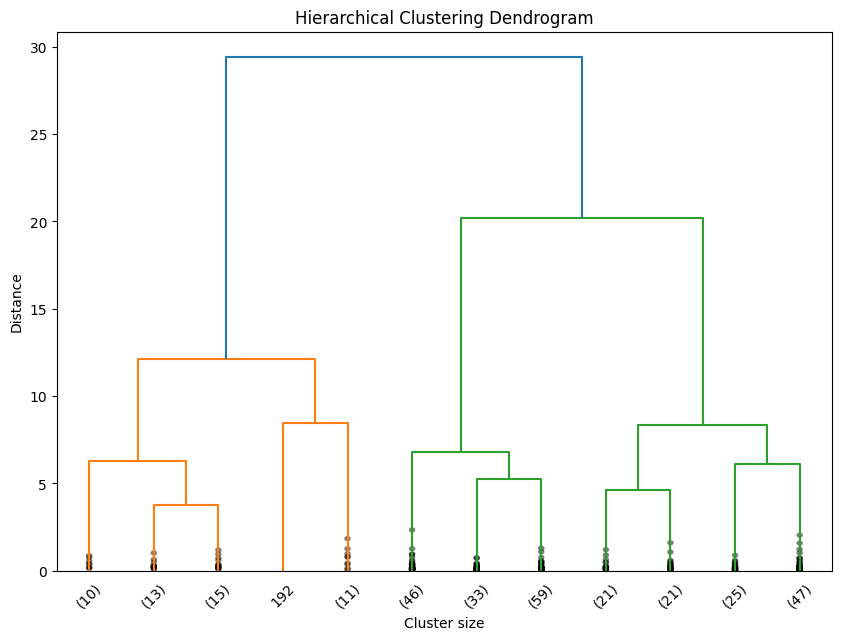 Hierarchical Clustering Dendrogram
30
25
20
15
10
5
0
Distance
(10) (13) (15) 192 (11) (46) (33) (59) (21) (21) (25) (47)
Cluster size